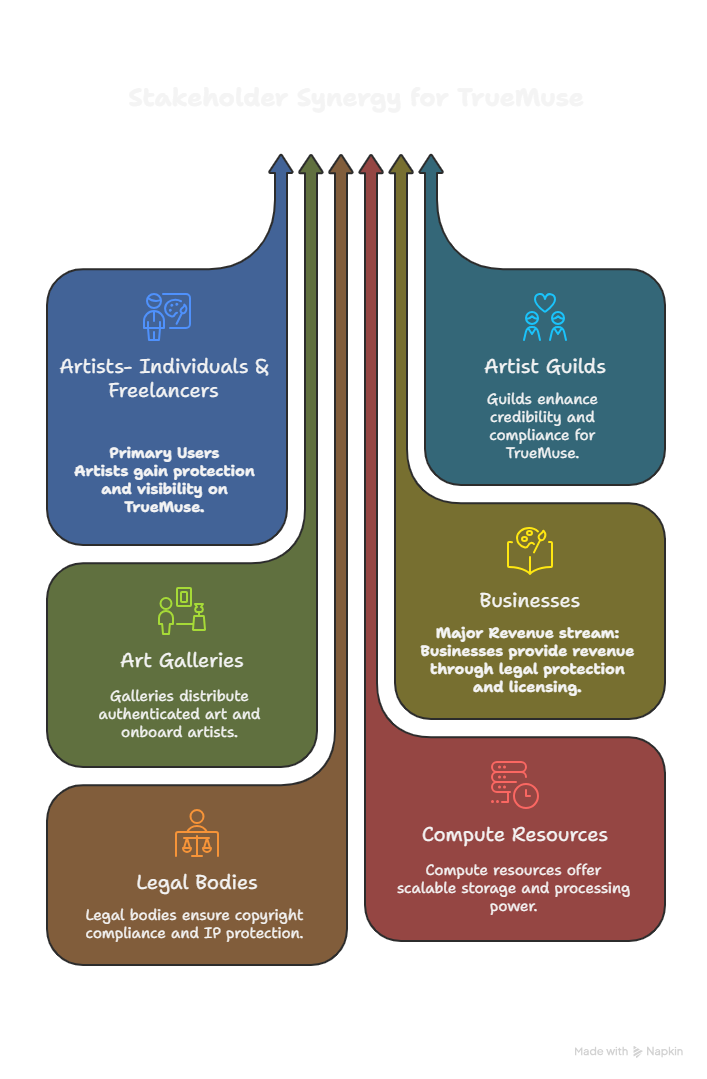 Stakeholder Synergy for TrueMuse
Artists- Individuals &
Freelancers
Primary Users
Artists gain protection
and visibility on
TrueMuse.
Artist Guilds
Guilds enhance
credibility and
compliance for
TrueMuse.
Art Galleries
Galleries distribute
authenticated art and
onboard artists.
Businesses
Major Revenue stream:
Businesses provide revenue
through legal protection
and licensing.
Legal Bodies
Legal bodies ensure copyright
compliance and IP protection.
Compute Resources
Compute resources offer
scalable storage and processing
power.
Made with Napkin